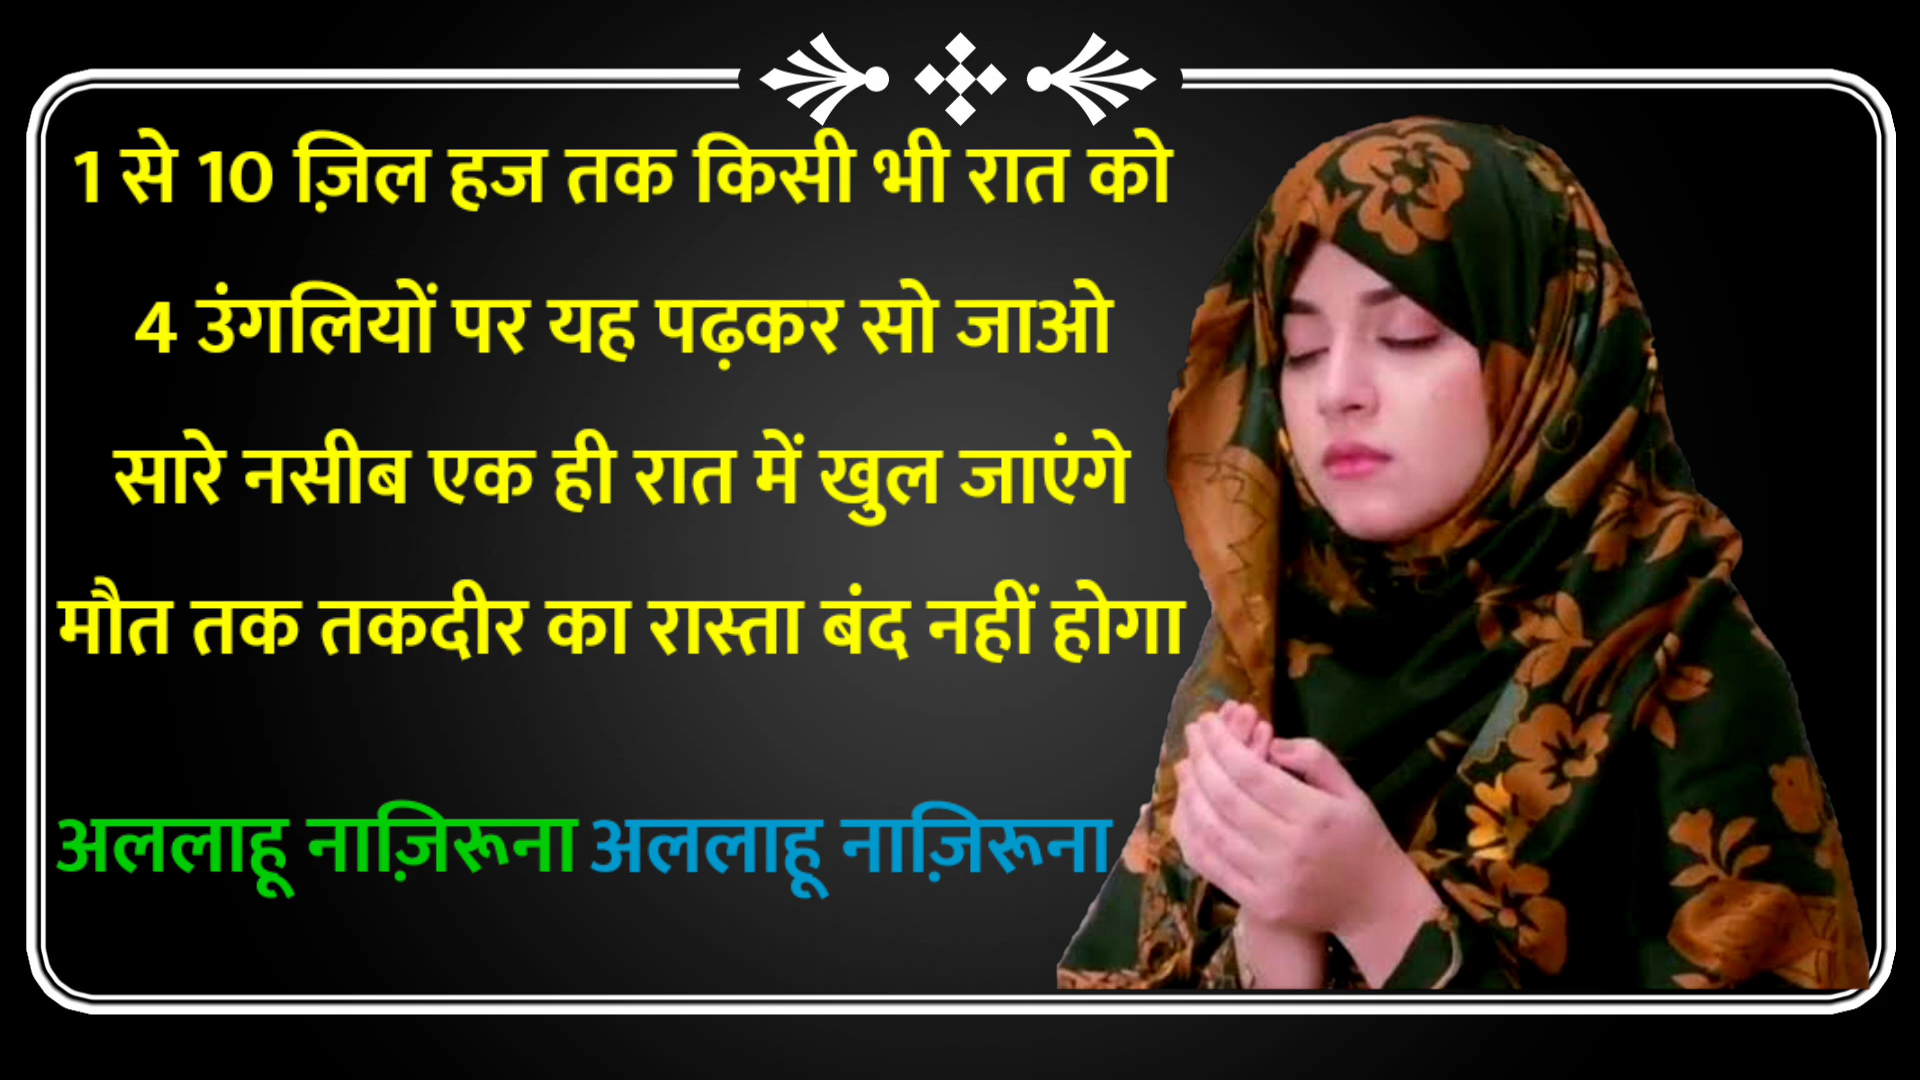 1 से 10 ज़िल हज तक किसी भी रात को
4 उंगलियों पर यह पढ़कर सो जाओ
सारे नसीब एक ही रात में खुल जाएंगे
मौत तक तकदीर का रास्ता बंद नहीं होगा
अललाहू नाज़िरूना अललाहू नाज़िरूना